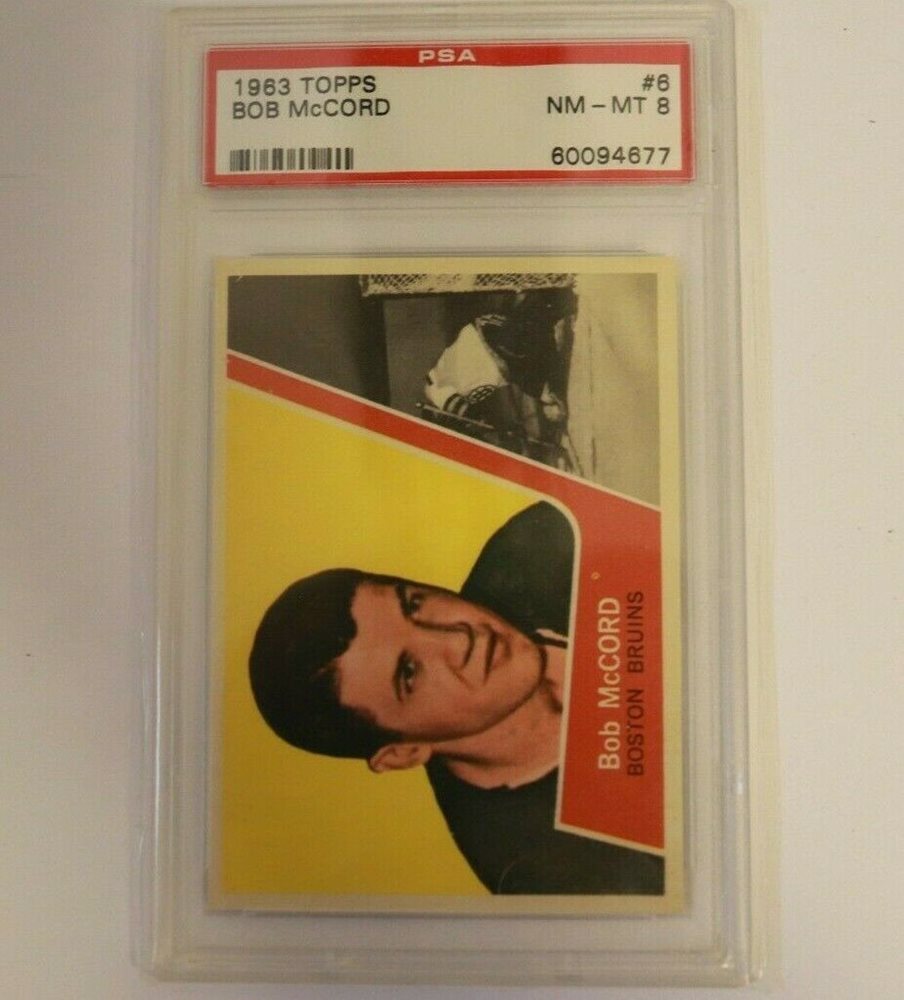 PSA
1963 TOPPS #6
BOB McCORD NM - MT 8
60094677
Bob McCORD
BOSTON BRUINS